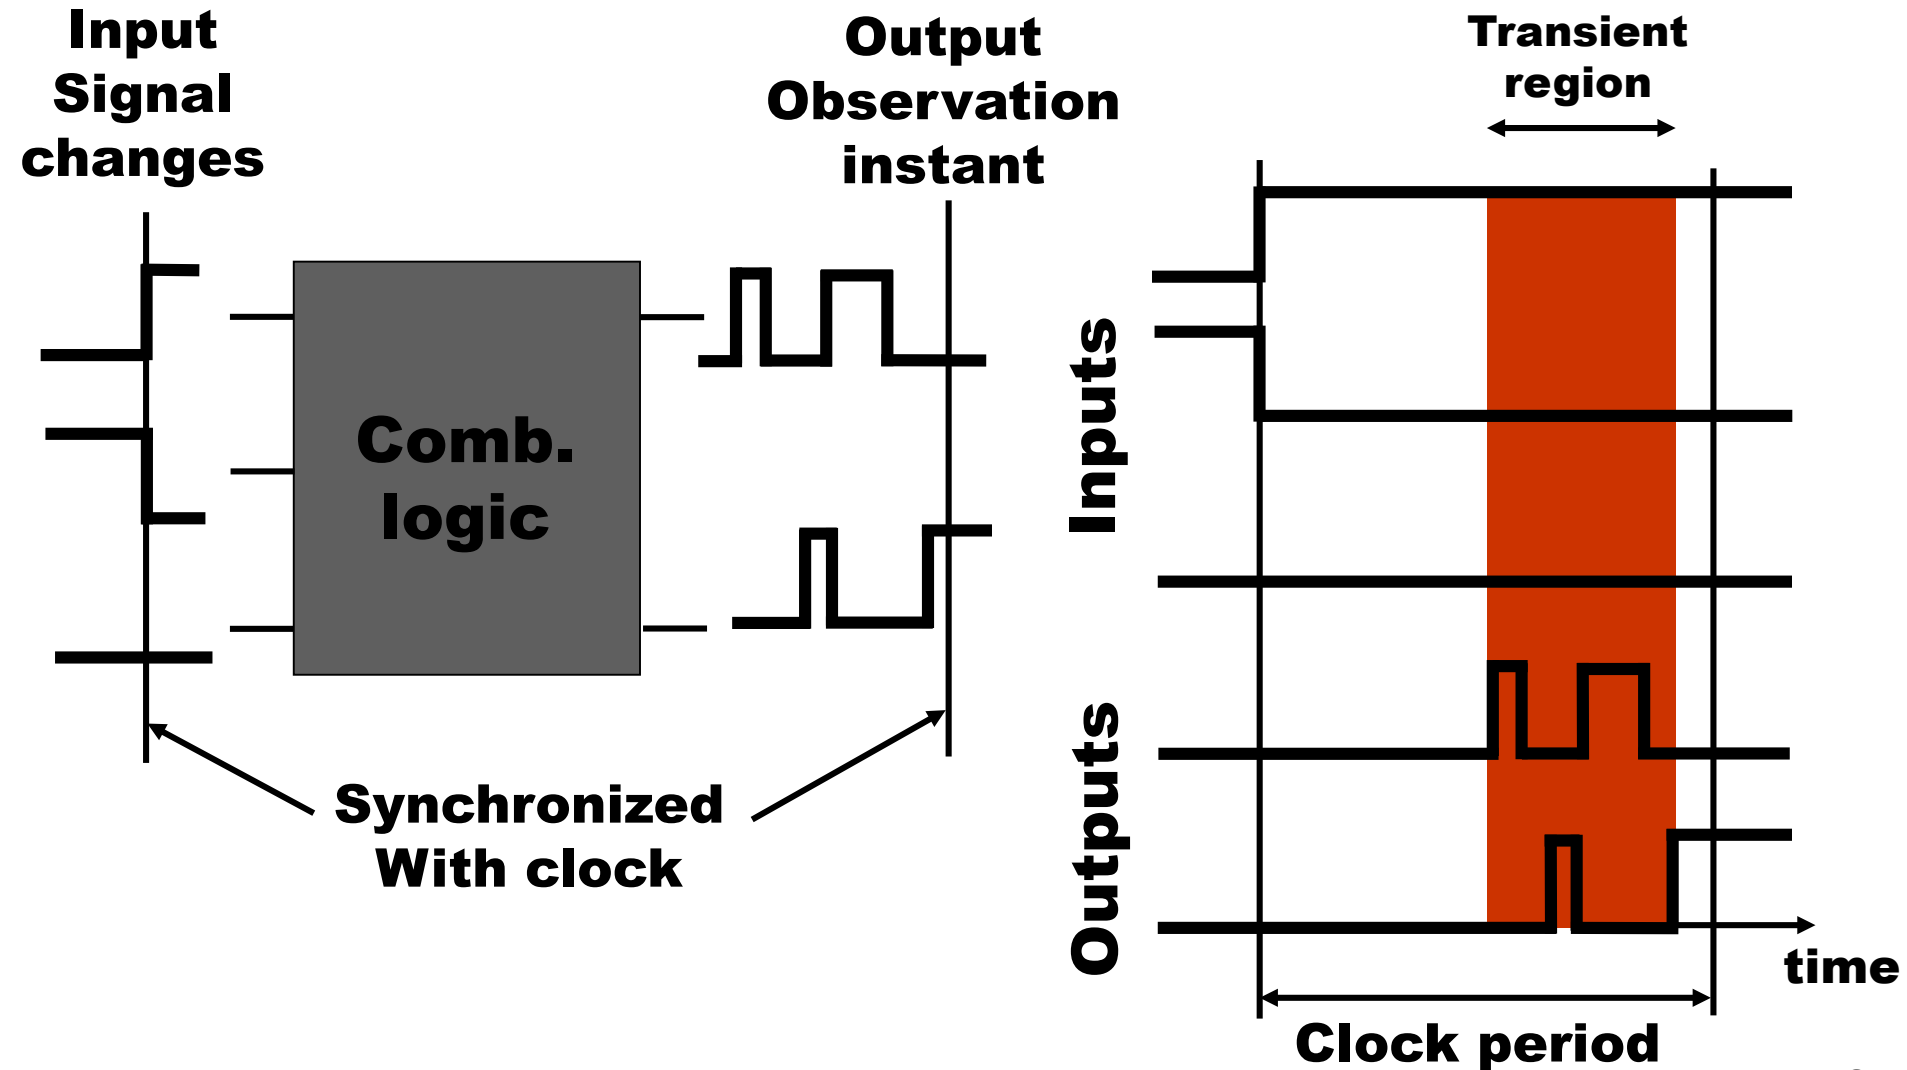 Input
Signal
changes
Output
Observation
instant
Comb.
logic
Synchronized
With clock
Transient
region
Inputs
Outputs
time
Clock period